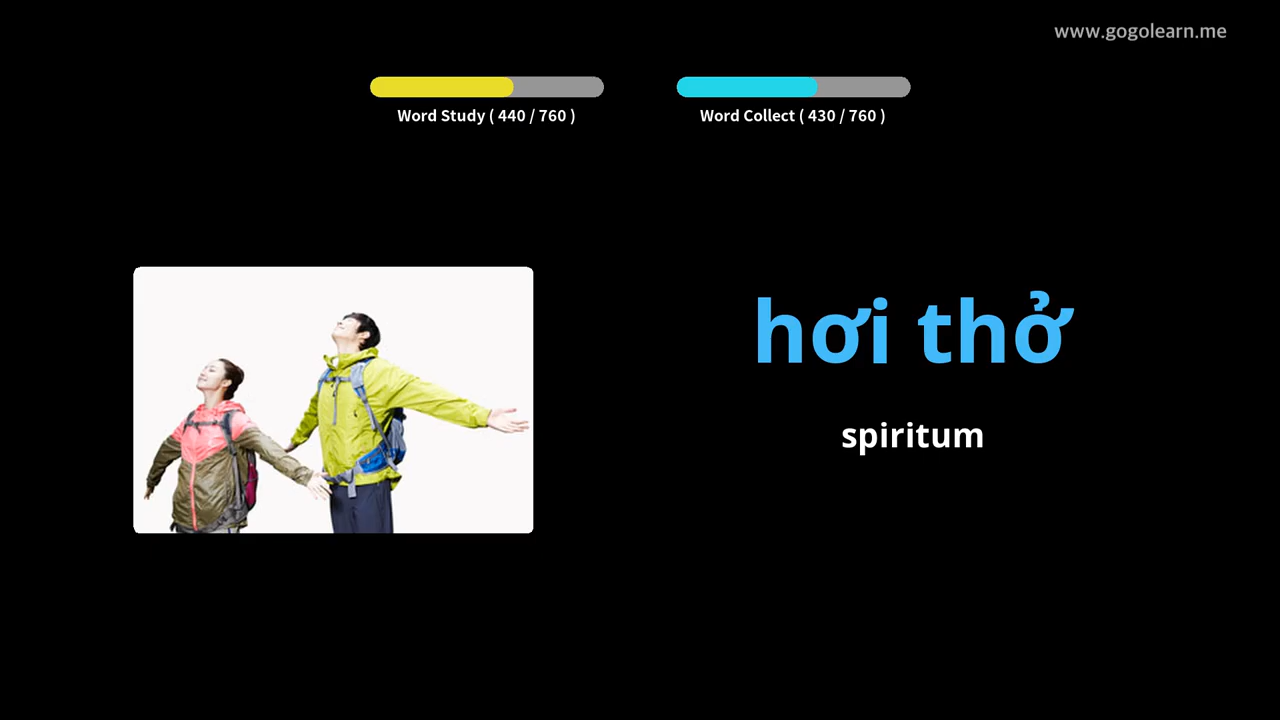 www.gogolearn.me
Word Study ( 440 / 760 )
Word Collect ( 430 / 760 )
hơi thở
spiritum